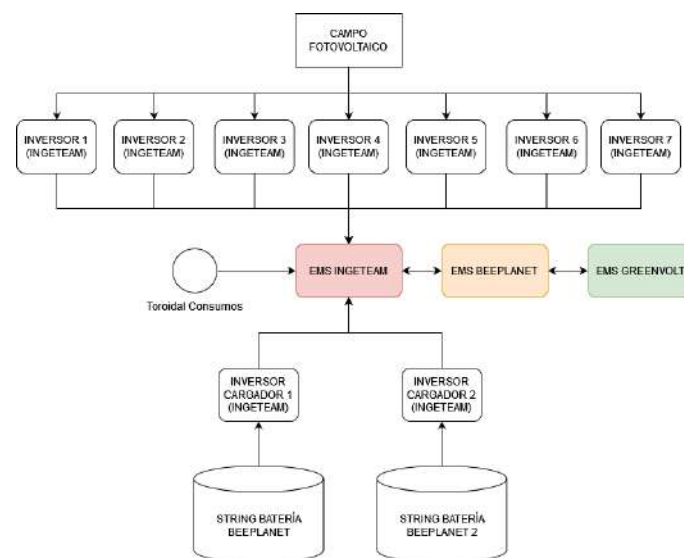 CAMPO
FOTOVOLTAICO
INVERSOR 1
(INGETEAM)
INVERSOR 2
(INGETEAM)
INVERSOR 3
(INGETEAM)
INVERSOR 4
(INGETEAM)
INVERSOR 5
(INGETEAM)
INVERSOR 6
(INGETEAM)
INVERSOR 7
(INGETEAM)
EMS INGETEAM
EMS BEEPLANET
EMS GREENVOLT
Toroidal Consumos
INVERSOR
CARGADOR 1
(INGETEAM)
INVERSOR
CARGADOR 2
(INGETEAM)
STRING BATERÍA
BEEPLANET
STRING BATERÍA
BEEPLANET 2